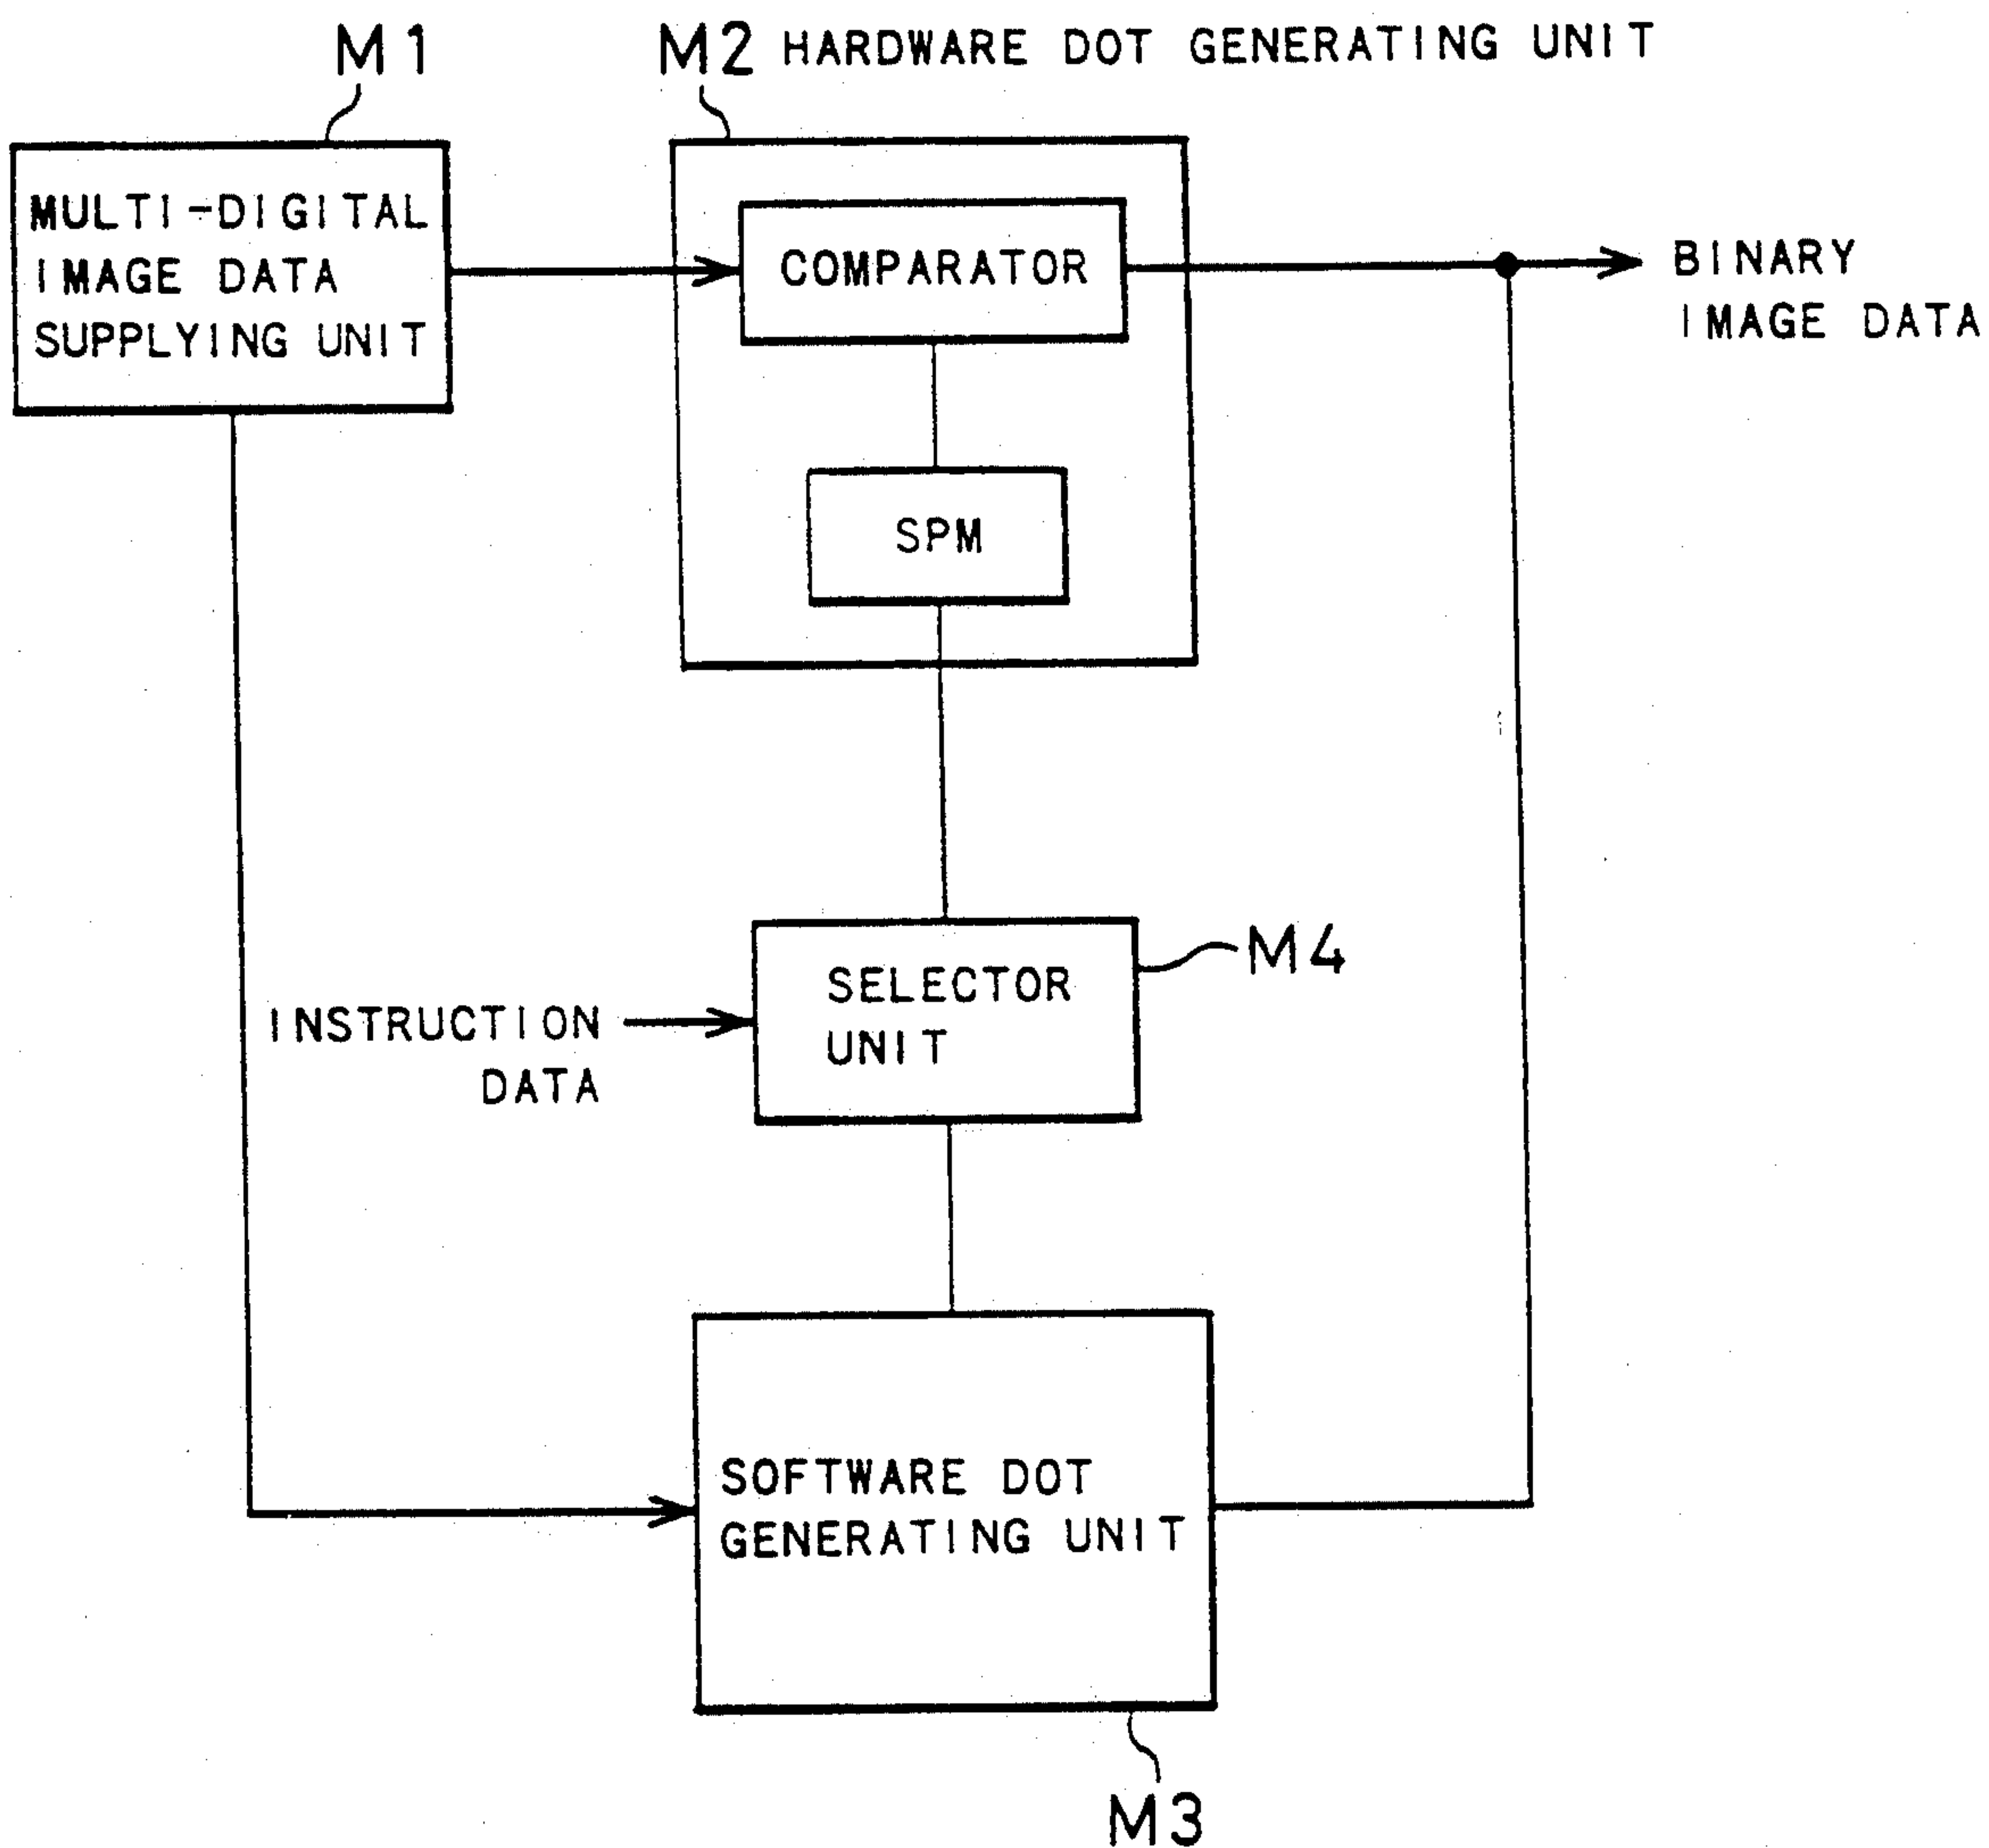 M1
M2 HARDWARE DOT GENERATING UNIT
MULTI-DIGITAL
IMAGE DATA
SUPPLYING UNIT
COMPARATOR
BINARY
IMAGE DATA
SPM
SELECTOR
UNIT
M4
INSTRUCTION
DATA
SOFTWARE DOT
GENERATING UNIT
M3